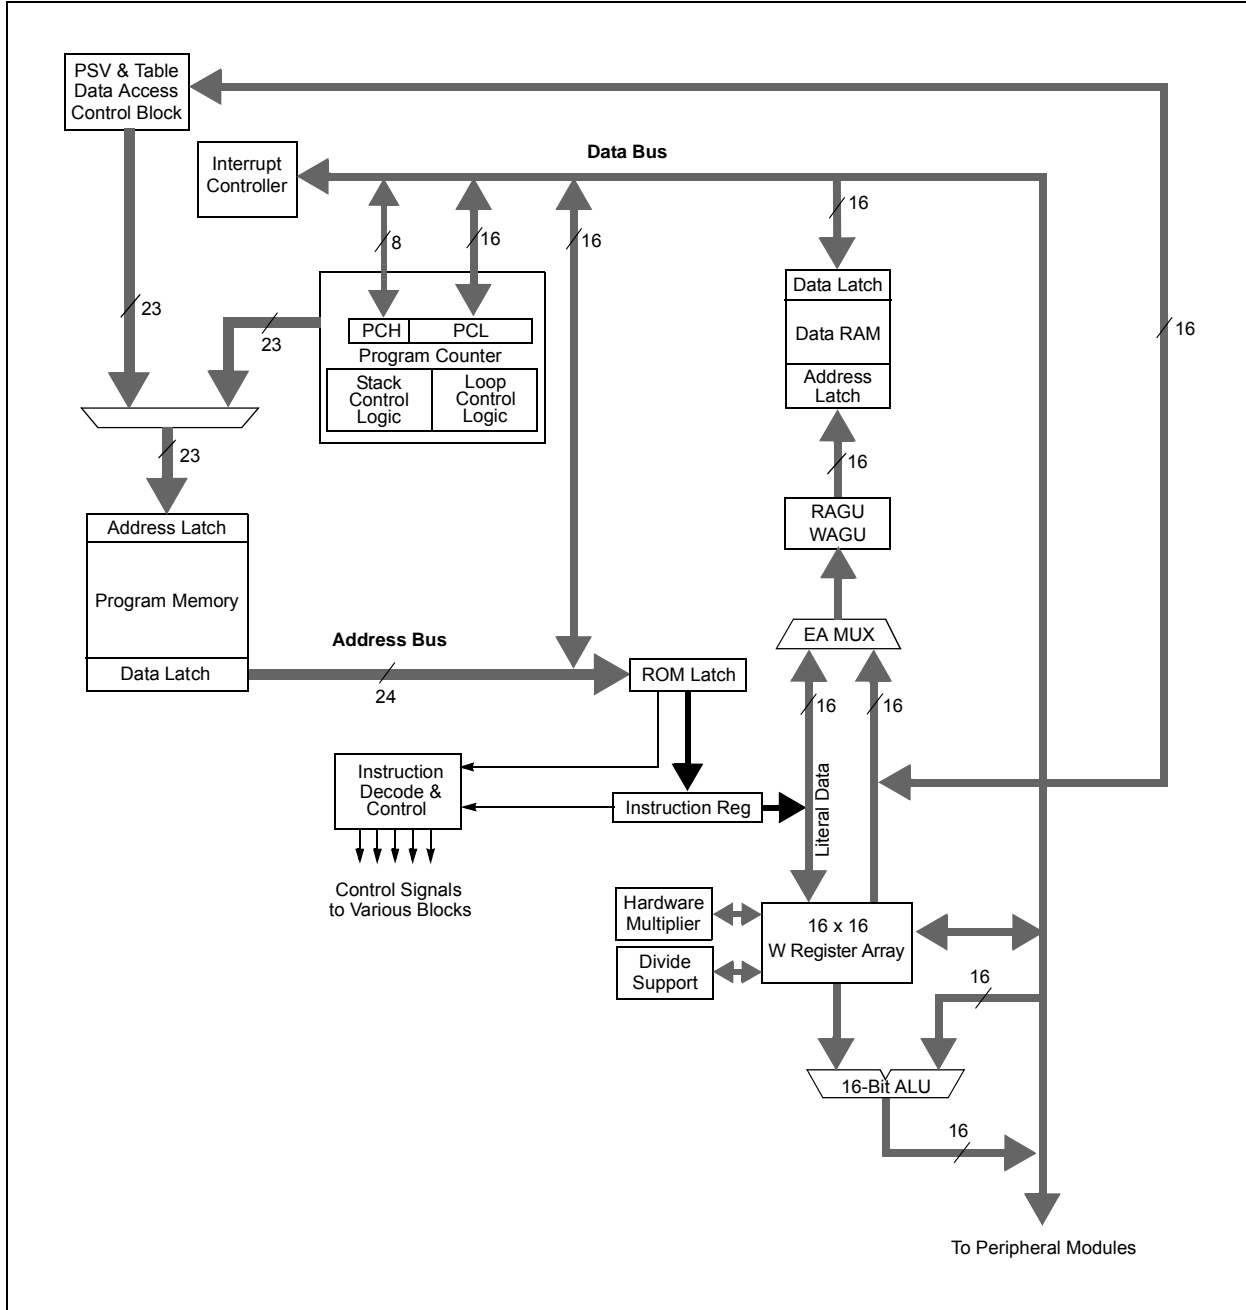 PSV & Table
Data Access
Control Block
Data Bus
Interrupt
Controller
16
8
16
16
16
23
23
Data Latch
Data RAM
Address
Latch
PCH
PCL
Program Counter
Stack
Control
Logic
Loop
Control
Logic
23
16
RAGU
WAGU
Address Latch
Program Memory
Data Latch
Address Bus
24
EA MUX
ROM Latch
16
16
Instruction
Decode &
Control
Instruction Reg
Literal Data
Control Signals
to Various Blocks
Hardware
Multiplier
16 x 16
W Register Array
Divide
Support
16
16-Bit ALU
16
To Peripheral Modules